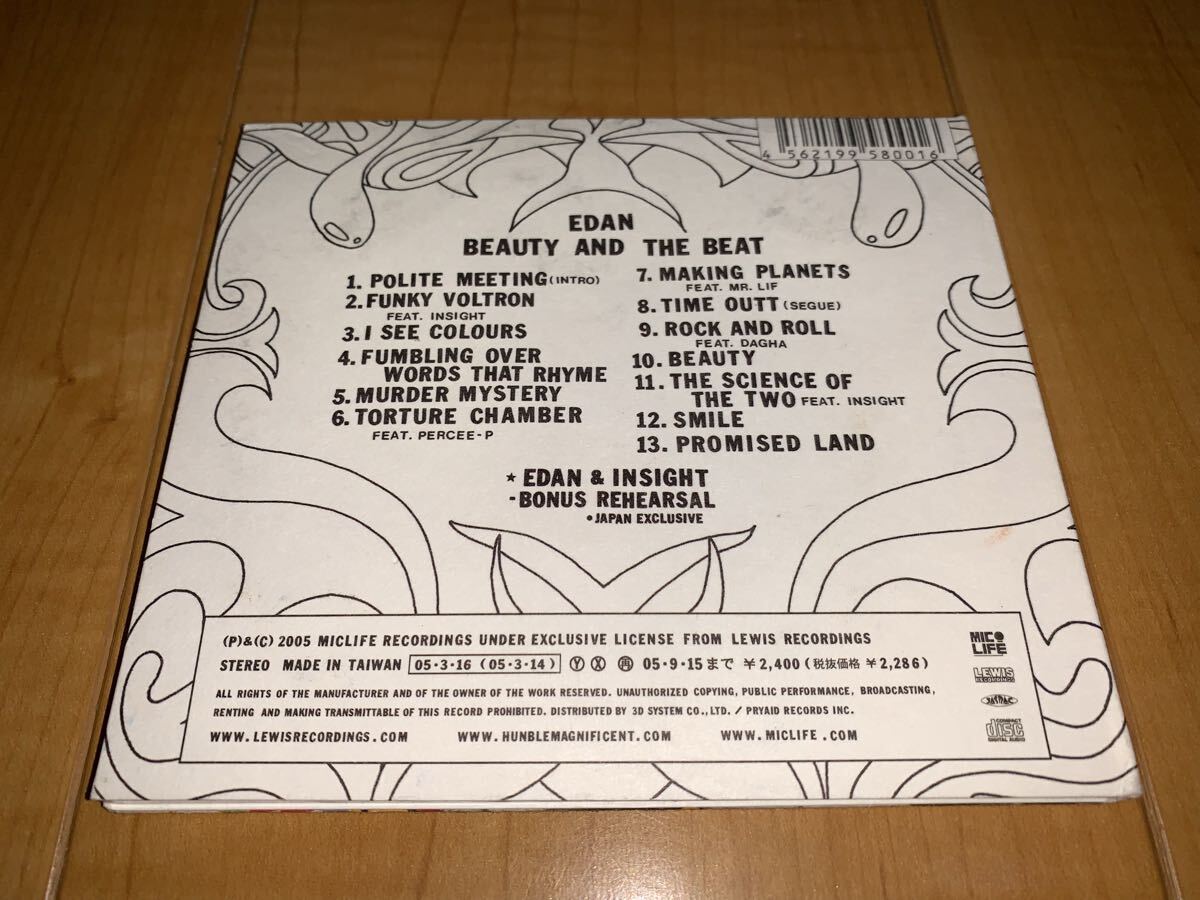 4 562199 580016
EDAN
BEAUTY AND THE BEAT
1. POLITE MEETING (INTRO)
2. FUNKY VOLTRON
FEAT. INSIGHT
3. I SEE COLOURS
4. FUMBLING OVER
WORDS THAT RHYME
5. MURDER MYSTERY
6. TORTURE CHAMBER
FEAT. PERCEE-P
7. MAKING PLANETS
FEAT. MR. LIF
8. TIME OUTT (SEGUE)
9. ROCK AND ROLL
FEAT. DAGHA
10. BEAUTY
11. THE SCIENCE OF
THE TWO FEAT. INSIGHT
12. SMILE
13. PROMISED LAND
★ EDAN & INSIGHT
-BONUS REHEARSAL
• JAPAN EXCLUSIVE
(P)&(C) 2005 MICLIFE RECORDINGS UNDER EXCLUSIVE LICENSE FROM LEWIS RECORDINGS
STEREO MADE IN TAIWAN 05・3・16 (05・3・14) Ⓨ Ⓧ ㊞ 05・9・15まで ¥2,400 (税抜価格 ¥2,286)
ALL RIGHTS OF THE MANUFACTURER AND OF THE OWNER OF THE WORK RESERVED. UNAUTHORIZED COPYING, PUBLIC PERFORMANCE, BROADCASTING,
RENTING AND MAKING TRANSMITTABLE OF THIS RECORD PROHIBITED. DISTRIBUTED BY 3D SYSTEM CO., LTD. / PRYAID RECORDS INC.
WWW.LEWISRECORDINGS.COM WWW.HUNBLEMAGNIFICENT.COM WWW.MICLIFE.COM
MIC LIFE
LEWIS
RECORDINGS
JASRAC
COMPACT
disc
DIGITAL AUDIO